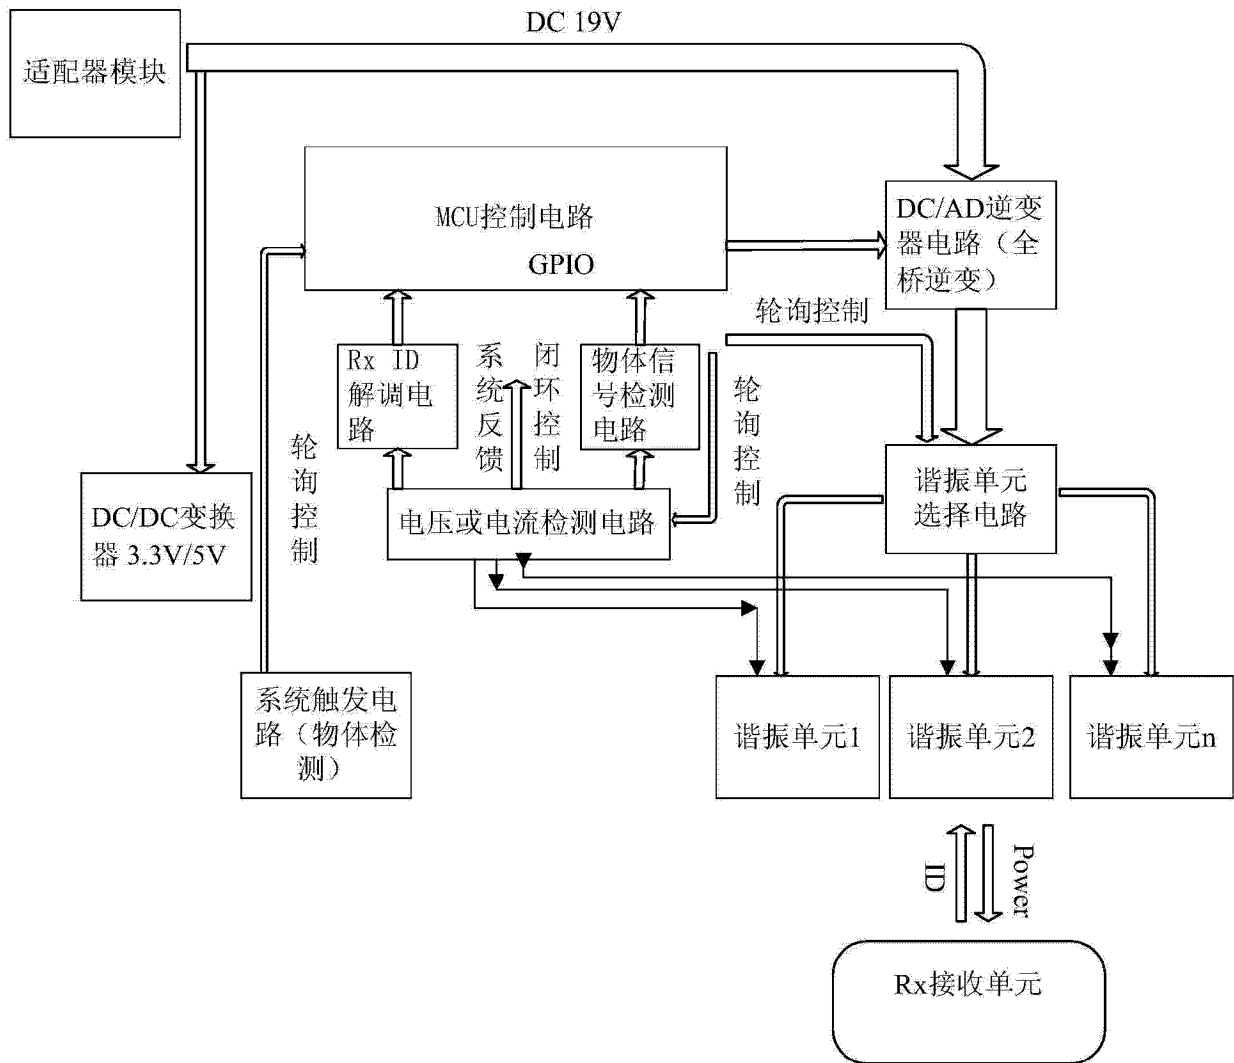 DC 19V
适配器模块
MCU控制电路
GPIO
DC/AD逆变
器电路（全
桥逆变）
轮询控制
Rx ID
解调电
路
系统反馈
闭环控制
物体信
号检测
电路
轮询控制
轮询控制
DC/DC变换
器 3.3V/5V
电压或电流检测电路
谐振单元
选择电路
系统触发电
路（物体检
测）
谐振单元1
谐振单元2
谐振单元n
ID
Power
Rx接收单元